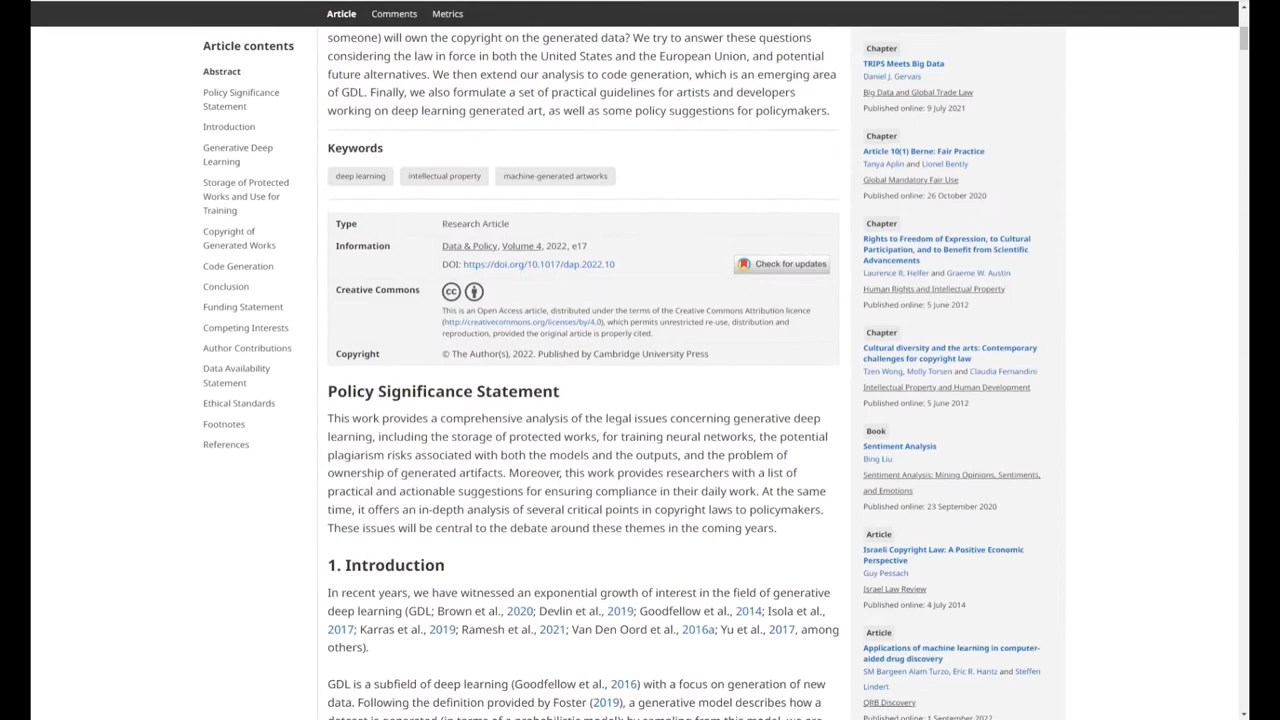 Article Comments Metrics
Article contents
Abstract
Policy Significance
Statement
Introduction
Generative Deep
Learning
Storage of Protected
Works and Use for
Training
Copyright of
Generated Works
Code Generation
Conclusion
Funding Statement
Competing Interests
Author Contributions
Data Availability
Statement
Ethical Standards
Footnotes
References
someone) will own the copyright on the generated data? We try to answer these questions
considering the law in force in both the United States and the European Union, and potential
future alternatives. We then extend our analysis to code generation, which is an emerging area
of GDL. Finally, we also formulate a set of practical guidelines for artists and developers
working on deep learning generated art, as well as some policy suggestions for policymakers.
Keywords
deep learning intellectual property machine-generated artworks
Type Research Article
Information Data & Policy, Volume 4, 2022, e17
DOI: https://doi.org/10.1017/dap.2022.10 Check for updates
Creative Commons
cc
This is an Open Access article, distributed under the terms of the Creative Commons Attribution licence
(http://creativecommons.org/licenses/by/4.0), which permits unrestricted re-use, distribution and
reproduction, provided the original article is properly cited.
Copyright © The Author(s), 2022. Published by Cambridge University Press
Policy Significance Statement
This work provides a comprehensive analysis of the legal issues concerning generative deep
learning, including the storage of protected works, for training neural networks, the potential
plagiarism risks associated with both the models and the outputs, and the problem of
ownership of generated artifacts. Moreover, this work provides researchers with a list of
practical and actionable suggestions for ensuring compliance in their daily work. At the same
time, it offers an in-depth analysis of several critical points in copyright laws to policymakers.
These issues will be central to the debate around these themes in the coming years.
1. Introduction
In recent years, we have witnessed an exponential growth of interest in the field of generative
deep learning (GDL; Brown et al., 2020; Devlin et al., 2019; Goodfellow et al., 2014; Isola et al.,
2017; Karras et al., 2019; Ramesh et al., 2021; Van Den Oord et al., 2016a; Yu et al., 2017, among
others).
GDL is a subfield of deep learning (Goodfellow et al., 2016) with a focus on generation of new
data. Following the definition provided by Foster (2019), a generative model describes how a
dataset is generated (in terms of a probabilistic model); by sampling from this model, we are
Chapter
TRIPS Meets Big Data
Daniel J. Gervais
Big Data and Global Trade Law
Published online: 9 July 2021
Chapter
Article 10(1) Berne: Fair Practice
Tanya Aplin and Lionel Bently
Global Mandatory Fair Use
Published online: 26 October 2020
Chapter
Rights to Freedom of Expression, to Cultural
Participation, and to Benefit from Scientific
Advancements
Laurence R. Helfer and Graeme W. Austin
Human Rights and Intellectual Property
Published online: 5 June 2012
Chapter
Cultural diversity and the arts: Contemporary
challenges for copyright law
Tzen Wong, Molly Torsen and Claudia Fernandini
Intellectual Property and Human Development
Published online: 5 June 2012
Book
Sentiment Analysis
Bing Liu
Sentiment Analysis: Mining Opinions, Sentiments,
and Emotions
Published online: 23 September 2020
Article
Israeli Copyright Law: A Positive Economic
Perspective
Guy Pessach
Israel Law Review
Published online: 4 July 2014
Article
Applications of machine learning in computer-
aided drug discovery
SM Bargeen Alam Turzo, Eric R. Hantz and Steffen
Lindert
QRB Discovery
Published online: 1 September 2022